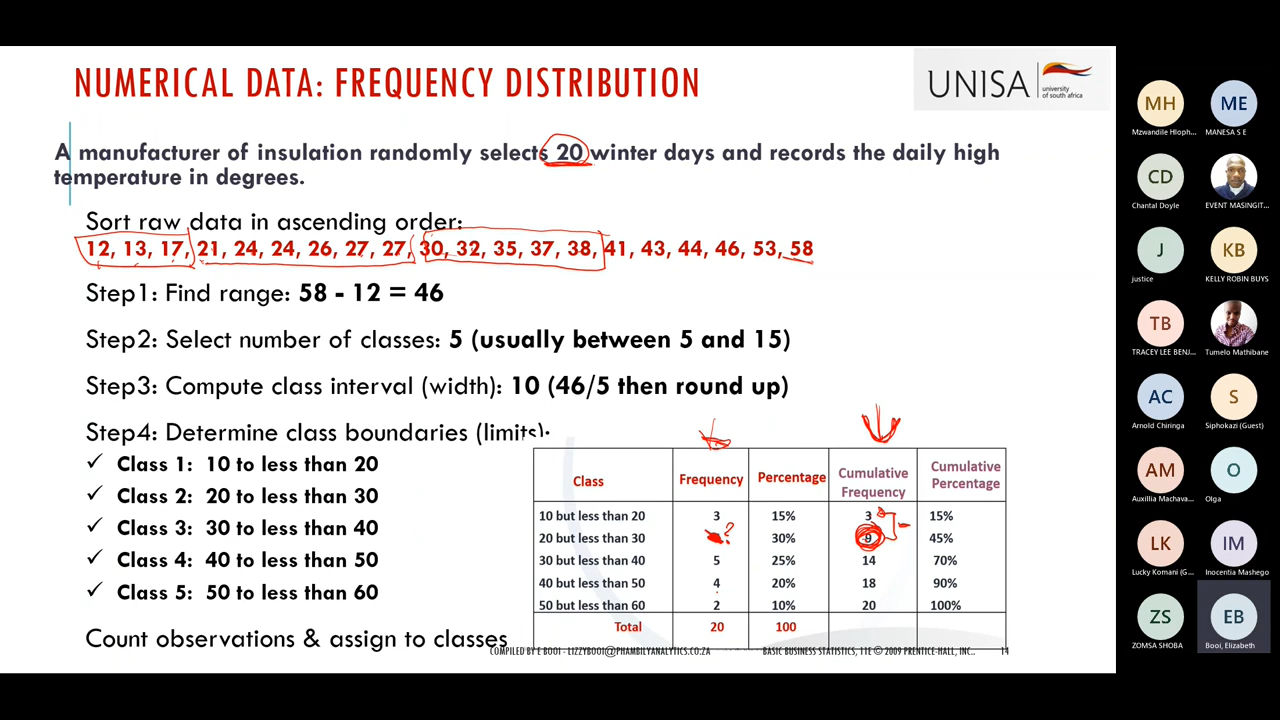 NUMERICAL DATA: FREQUENCY DISTRIBUTION
UNISA
university
of south africa
A manufacturer of insulation randomly selects 20 winter days and records the daily high
temperature in degrees.
Sort raw data in ascending order:
12, 13, 17, 21, 24, 24, 26, 27, 27, 30, 32, 35, 37, 38, 41, 43, 44, 46, 53, 58
Step1: Find range: 58 - 12 = 46
Step2: Select number of classes: 5 (usually between 5 and 15)
Step3: Compute class interval (width): 10 (46/5 then round up)
Step4: Determine class boundaries (limits):
✓ Class 1: 10 to less than 20
✓ Class 2: 20 to less than 30
✓ Class 3: 30 to less than 40
✓ Class 4: 40 to less than 50
✓ Class 5: 50 to less than 60
Count observations & assign to classes
Class Frequency Percentage Cumulative Frequency Cumulative Percentage
10 but less than 20 3 15% 3 15%
20 but less than 30 ? 30% 9 45%
30 but less than 40 5 25% 14 70%
40 but less than 50 4 20% 18 90%
50 but less than 60 2 10% 20 100%
Total 20 100
COMPILED BY E BOOI - LIZZYBOOI@PHAMBILYANALYTICS.CO.ZA
BASIC BUSINESS STATISTICS, 11E © 2009 PRENTICE-HALL, INC..
14
MH ME
Mzwandile Hloph... MANESA S E
CD
Chantal Doyle EVENT MASINGIT...
J KB
justice KELLY ROBIN BUYS
TB
TRACEY LEE BENJ... Tumelo Mathibane
AC S
Arnold Chiringa Siphokazi (Guest)
AM O
Auxillia Machava... Olga
LK IM
Lucky Komani (G... Inocentia Mashego
ZS EB
ZOMSA SHOBA Booi, Elizabeth